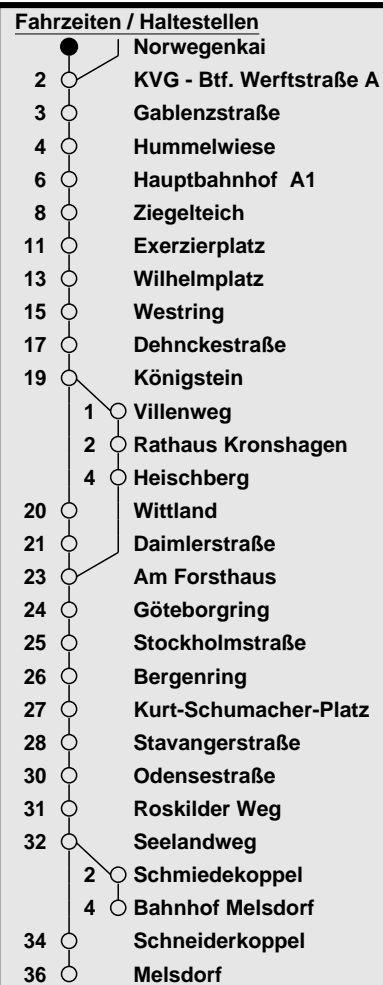 Fahrzeiten / Haltestellen
Norwegenkai
2 KVG - Btf. Werftstraße A
3 Gablenzstraße
4 Hummelwiese
6 Hauptbahnhof A1
8 Ziegelteich
11 Exerzierplatz
13 Wilhelmplatz
15 Westring
17 Dehnckestraße
19 Königstein
1 Villenweg
2 Rathaus Kronshagen
4 Heischberg
20 Wittland
21 Daimlerstraße
23 Am Forsthaus
24 Göteborgring
25 Stockholmstraße
26 Bergenring
27 Kurt-Schumacher-Platz
28 Stavangerstraße
30 Odensestraße
31 Roskilder Weg
32 Seelandweg
2 Schmiedekoppel
4 Bahnhof Melsdorf
34 Schneiderkoppel
36 Melsdorf